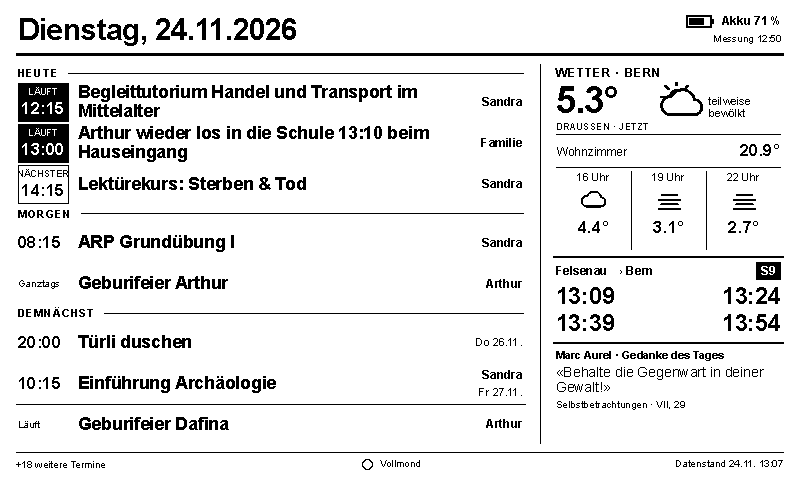 Dienstag, 24.11.2026
Akku 71 %
Messung 12:50
HEUTE
LÄUFT
12:15
Begleittutorium Handel und Transport im
Mittelalter
Sandra
LÄUFT
13:00
Arthur wieder los in die Schule 13:10 beim
Hauseingang
Familie
NÄCHSTER
14:15
Lektürekurs: Sterben & Tod
Sandra
MORGEN
08:15
ARP Grundübung I
Sandra
Ganztags
Geburifeier Arthur
Arthur
DEMNÄCHST
20:00
Türli duschen
Do 26.11.
10:15
Einführung Archäologie
Sandra
Fr 27.11.
Läuft
Geburifeier Dafina
Arthur
WETTER · BERN
5.3°
teilweise
bewölkt
DRAUSSEN · JETZT
Wohnzimmer
20.9°
16 Uhr
19 Uhr
22 Uhr
4.4°
3.1°
2.7°
Felsenau › Bern
S9
13:09
13:24
13:39
13:54
Marc Aurel · Gedanke des Tages
«Behalte die Gegenwart in deiner
Gewalt!»
Selbstbetrachtungen · VII, 29
+18 weitere Termine
Vollmond
Datenstand 24.11. 13:07